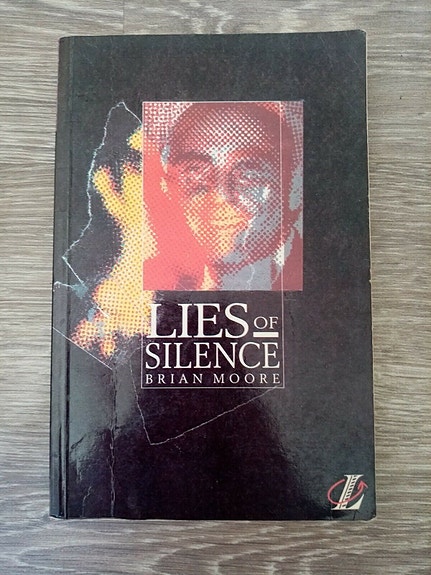 LIES OF
SILENCE
BRIAN MOORE
L